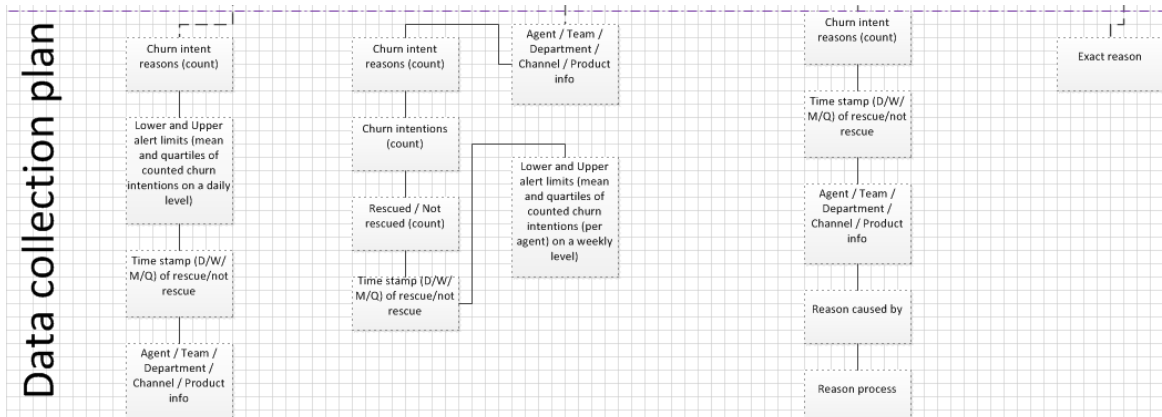 Data collection plan
Churn intent
reasons (count)
Lower and Upper
alert limits (mean
and quartiles of
counted churn
intentions on a daily
level)
Time stamp (D/W/
M/Q) of rescue/not
rescue
Agent / Team /
Department /
Channel / Product
info
Churn intent
reasons (count)
Churn intentions
(count)
Rescued / Not
rescued (count)
Time stamp (D/W/
M/Q) of rescue/not
rescue
Agent / Team /
Department /
Channel / Product
info
Lower and Upper
alert limits (mean
and quartiles of
counted churn
intentions (per
agent) on a weekly
level)
Churn intent
reasons (count)
Time stamp (D/W/
M/Q) of rescue/not
rescue
Agent / Team /
Department /
Channel / Product
info
Reason caused by
Reason process
Exact reason